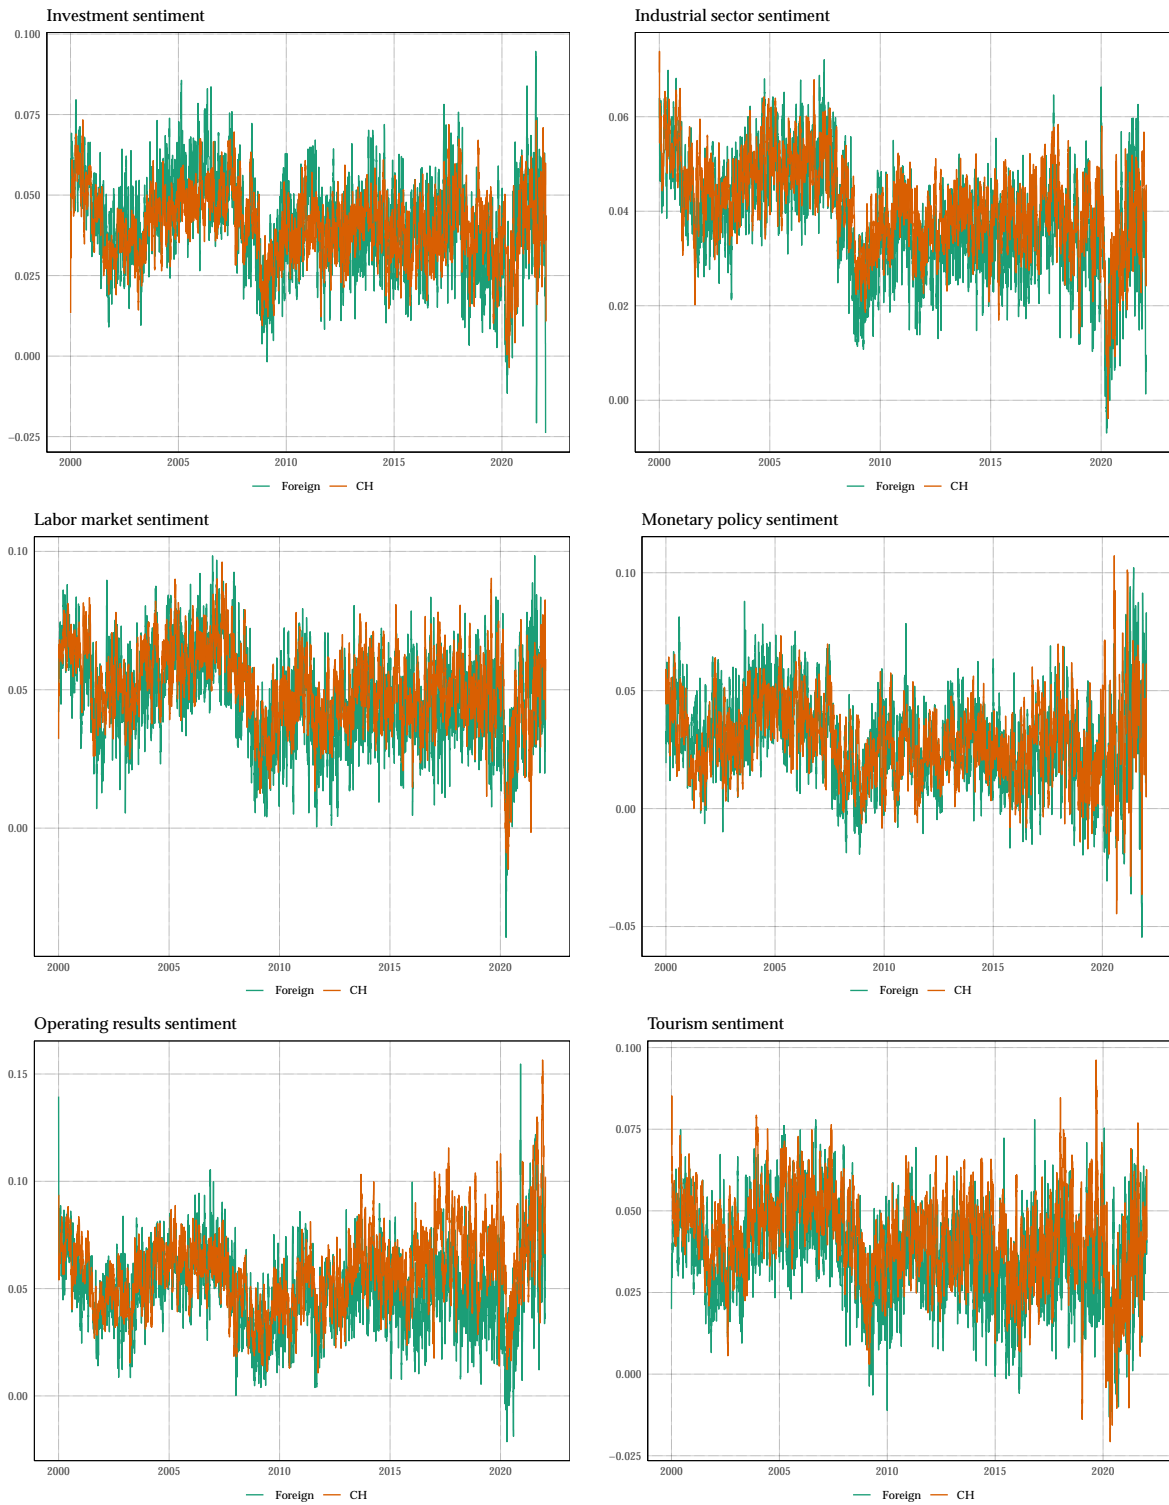 Investment sentiment
0.100
0.075
0.050
0.025
0.000
−0.025
2000 2005 2010 2015 2020
Foreign CH
Industrial sector sentiment
0.06
0.04
0.02
0.00
2000 2005 2010 2015 2020
Foreign CH
Labor market sentiment
0.10
0.05
0.00
2000 2005 2010 2015 2020
Foreign CH
Monetary policy sentiment
0.10
0.05
0.00
−0.05
2000 2005 2010 2015 2020
Foreign CH
Operating results sentiment
0.15
0.10
0.05
0.00
2000 2005 2010 2015 2020
Foreign CH
Tourism sentiment
0.100
0.075
0.050
0.025
0.000
−0.025
2000 2005 2010 2015 2020
Foreign CH